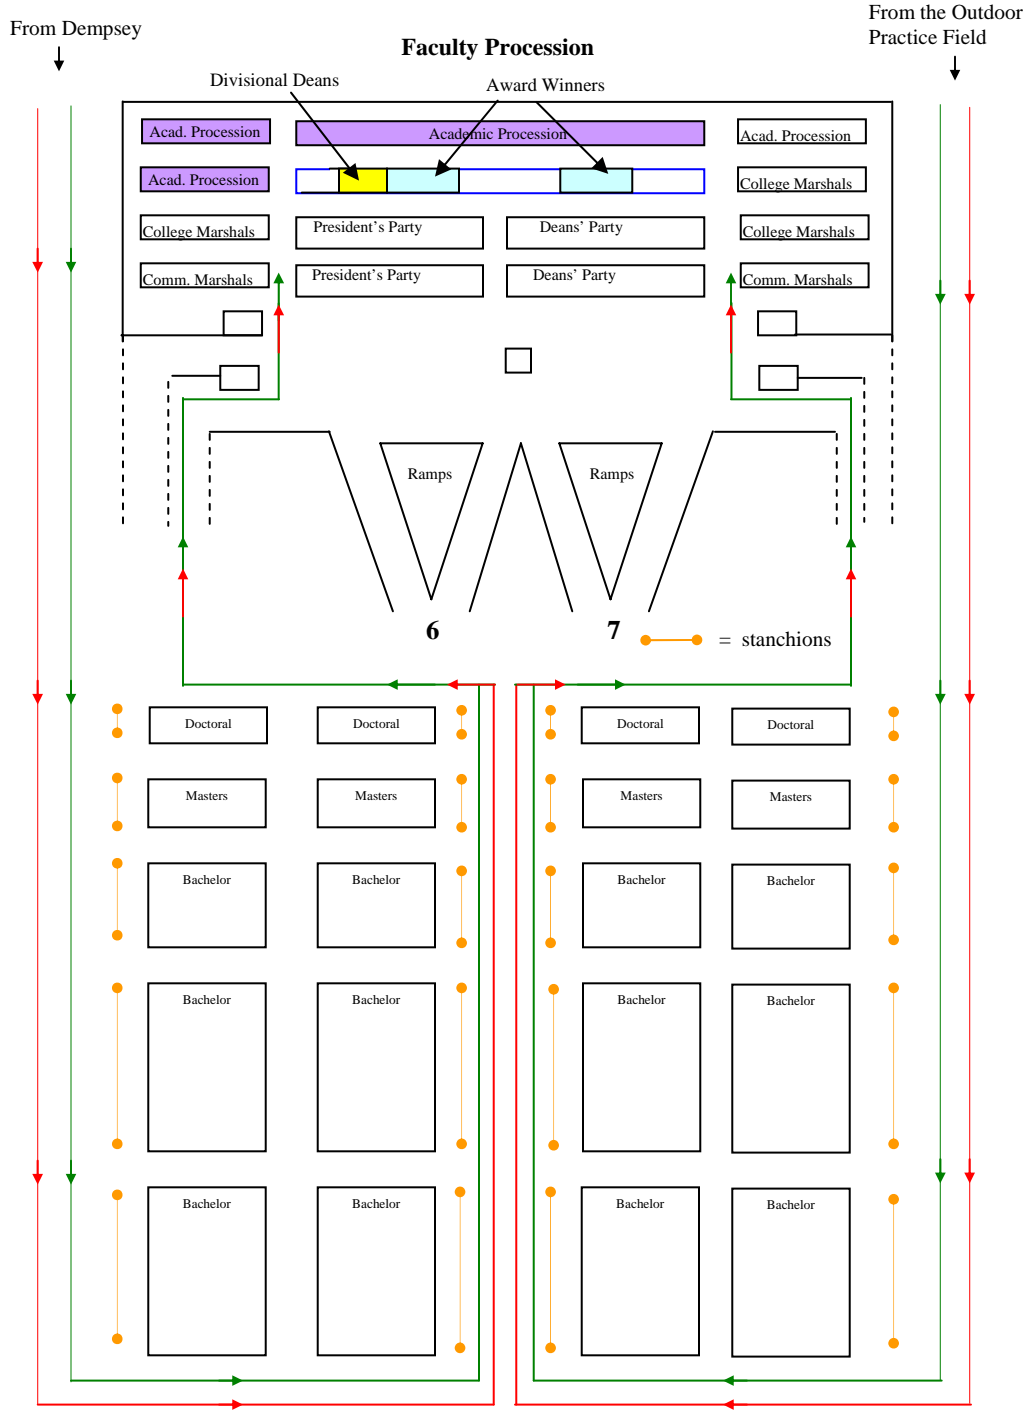 From Dempsey
From the Outdoor
Practice Field
Faculty Procession
Divisional Deans
Award Winners
Acad. Procession
Academic Procession
Acad. Procession
Acad. Procession
College Marshals
College Marshals
President's Party
Deans' Party
College Marshals
Comm. Marshals
President's Party
Deans' Party
Comm. Marshals
Ramps
Ramps
6
7
= stanchions
Doctoral
Doctoral
Doctoral
Doctoral
Masters
Masters
Masters
Masters
Bachelor
Bachelor
Bachelor
Bachelor
Bachelor
Bachelor
Bachelor
Bachelor
Bachelor
Bachelor
Bachelor
Bachelor